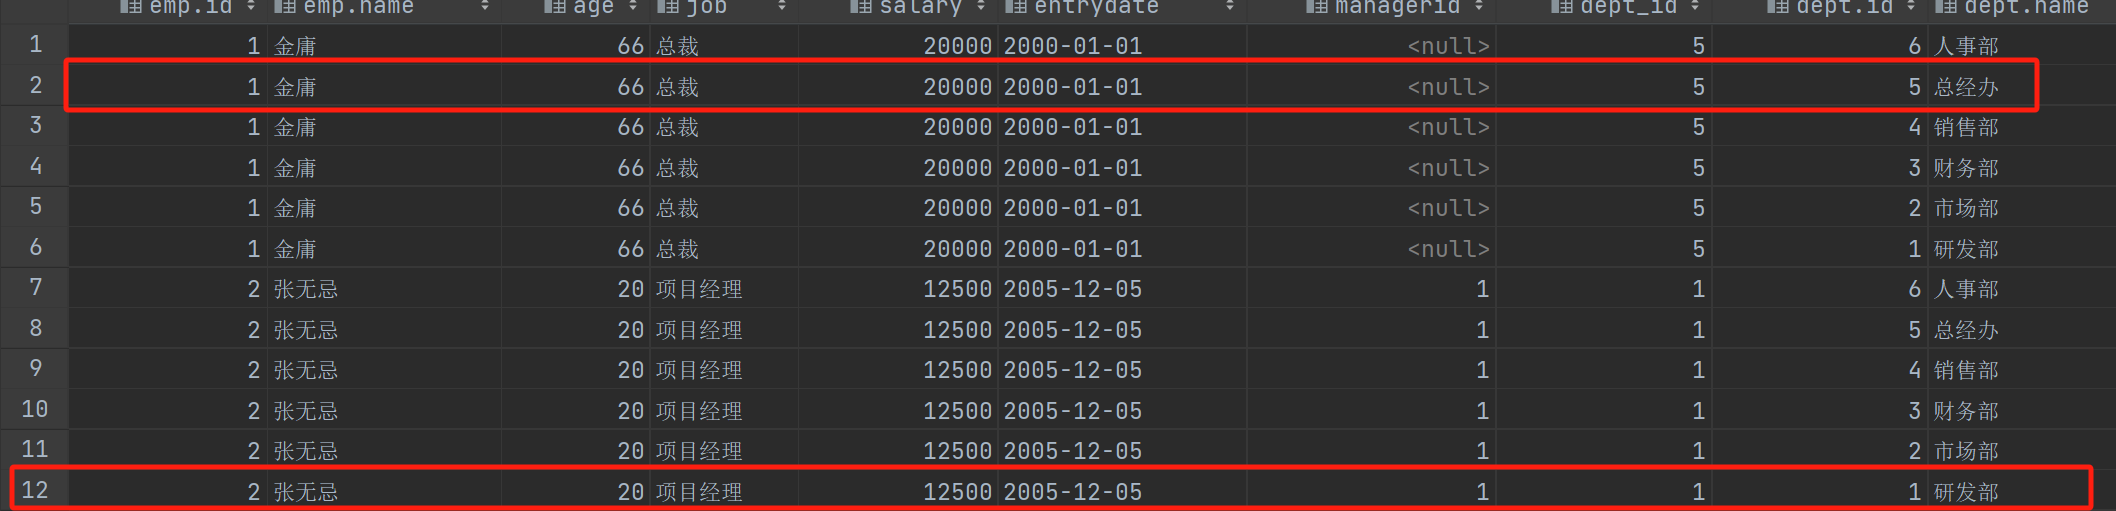 emp.id emp.name age job salary entrydate managerid dept_id dept.id dept.name
1 1 金庸 66 总裁 20000 2000-01-01 <null> 5 6 人事部
2 1 金庸 66 总裁 20000 2000-01-01 <null> 5 5 总经办
3 1 金庸 66 总裁 20000 2000-01-01 <null> 5 4 销售部
4 1 金庸 66 总裁 20000 2000-01-01 <null> 5 3 财务部
5 1 金庸 66 总裁 20000 2000-01-01 <null> 5 2 市场部
6 1 金庸 66 总裁 20000 2000-01-01 <null> 5 1 研发部
7 2 张无忌 20 项目经理 12500 2005-12-05 1 1 6 人事部
8 2 张无忌 20 项目经理 12500 2005-12-05 1 1 5 总经办
9 2 张无忌 20 项目经理 12500 2005-12-05 1 1 4 销售部
10 2 张无忌 20 项目经理 12500 2005-12-05 1 1 3 财务部
11 2 张无忌 20 项目经理 12500 2005-12-05 1 1 2 市场部
12 2 张无忌 20 项目经理 12500 2005-12-05 1 1 1 研发部